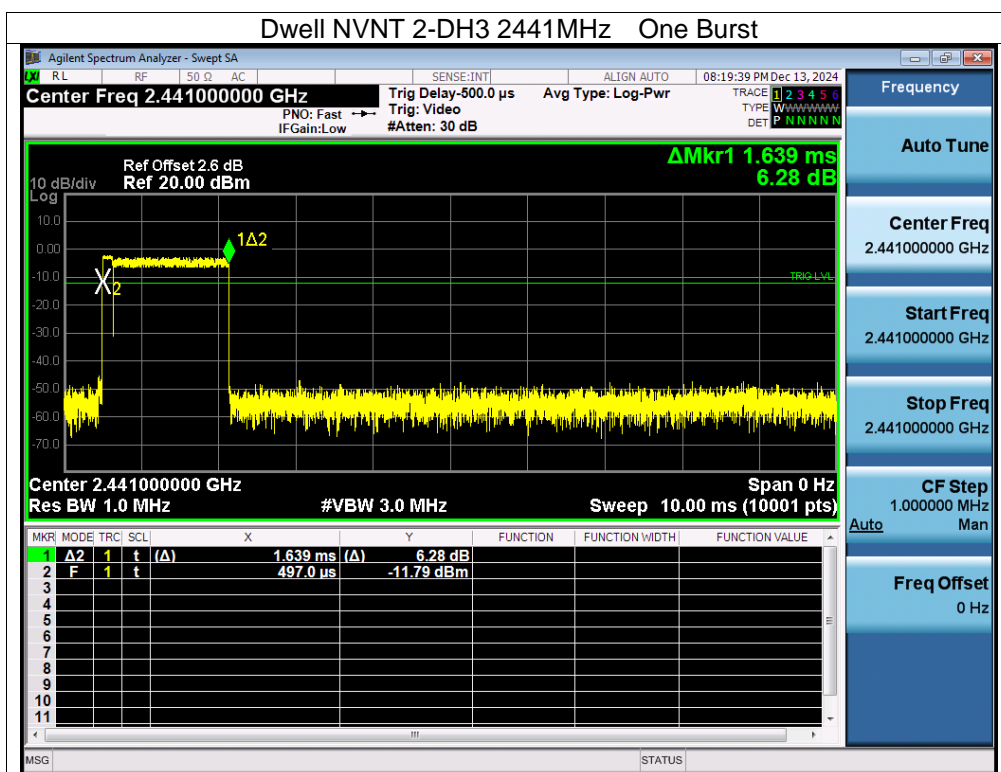 Dwell NVNT 2-DH3 2441MHz One Burst
Agilent Spectrum Analyzer - Swept SA
LXI RL RF 50 Ω AC SENSE:INT ALIGN AUTO 08:19:39 PM Dec 13, 2024
Center Freq 2.441000000 GHz
PNO: Fast
IFGain:Low
Trig Delay-500.0 µs
Trig: Video
#Atten: 30 dB
Avg Type: Log-Pwr
TRACE 1 2 3 4 5 6
TYPE WWWWWW
DET P N N N N N
ΔMkr1 1.639 ms
6.28 dB
Ref Offset 2.6 dB
10 dB/div Ref 20.00 dBm
Log
10.0
0.00
-10.0
-20.0
-30.0
-40.0
-50.0
-60.0
-70.0
1Δ2
2
TRIG LVL
Center 2.441000000 GHz Span 0 Hz
Res BW 1.0 MHz #VBW 3.0 MHz Sweep 10.00 ms (10001 pts)
MKR MODE TRC SCL X Y FUNCTION FUNCTION WIDTH FUNCTION VALUE
1 Δ2 1 t (Δ) 1.639 ms (Δ) 6.28 dB
2 F 1 t 497.0 µs -11.79 dBm
3
4
5
6
7
8
9
10
11
MSG STATUS
Frequency
Auto Tune
Center Freq
2.441000000 GHz
Start Freq
2.441000000 GHz
Stop Freq
2.441000000 GHz
CF Step
1.000000 MHz
Auto Man
Freq Offset
0 Hz